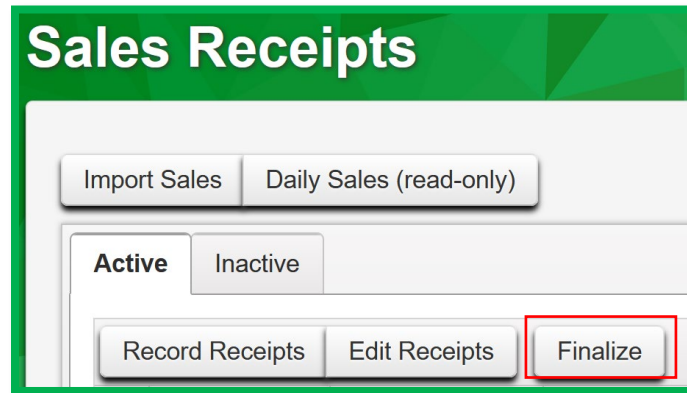 Sales Receipts
Import Sales Daily Sales (read-only)
Active Inactive
Record Receipts Edit Receipts Finalize